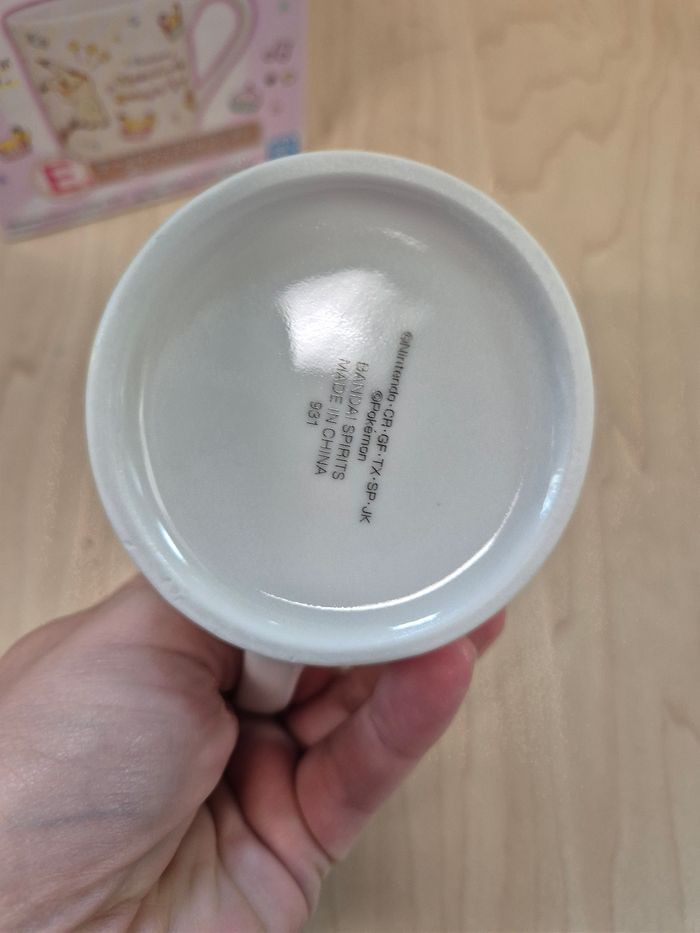 ©Nintendo·CR·GF·TX·SP·JK
©Pokémon
BANDAI SPIRITS
MADE IN CHINA
931
E